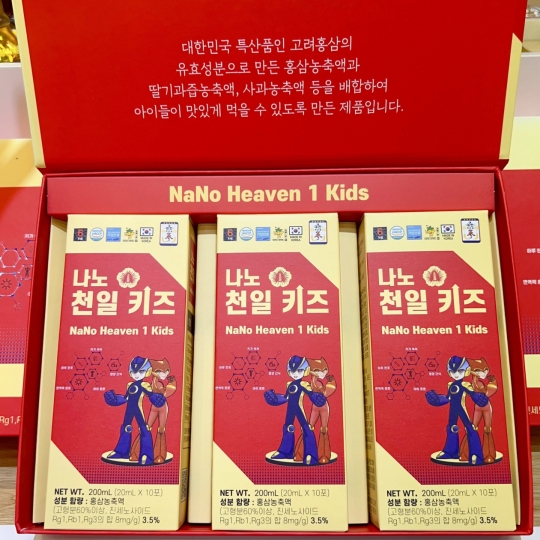 대한민국 특산품인 고려홍삼의
유효성분으로 만든 홍삼농축액과
딸기과즙농축액, 사과농축액 등을 배합하여
아이들이 맛있게 먹을 수 있도록 만든 제품입니다.
NaNo Heaven 1 Kids
나노
천일 키즈
NaNo Heaven 1 Kids
NET WT. 200mL (20mL X 10포)
성분 함량 : 홍삼농축액
(고형분60%이상, 진세노사이드
Rg1,Rb1,Rg3의 합 8mg/g) 3.5%
나노
천일 키즈
NaNo Heaven 1 Kids
NET WT. 200mL (20mL X 10포)
성분 함량 : 홍삼농축액
(고형분60%이상, 진세노사이드
Rg1,Rb1,Rg3의 합 8mg/g) 3.5%
나노
천일 키즈
NaNo Heaven 1 Kids
NET WT. 200mL (20mL X 10포)
성분 함량 : 홍삼농축액
(고형분60%이상, 진세노사이드
Rg1,Rb1,Rg3의 합 8mg/g) 3.5%